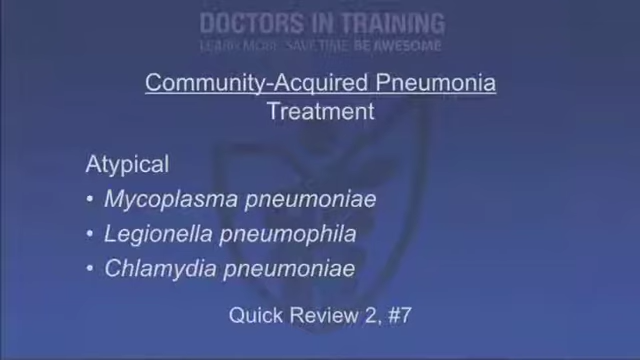 DOCTORS IN TRAINING
LEARN MORE. SAVE TIME. BE AWESOME.
Community-Acquired Pneumonia
Treatment
Atypical
• Mycoplasma pneumoniae
• Legionella pneumophila
• Chlamydia pneumoniae
Quick Review 2, #7